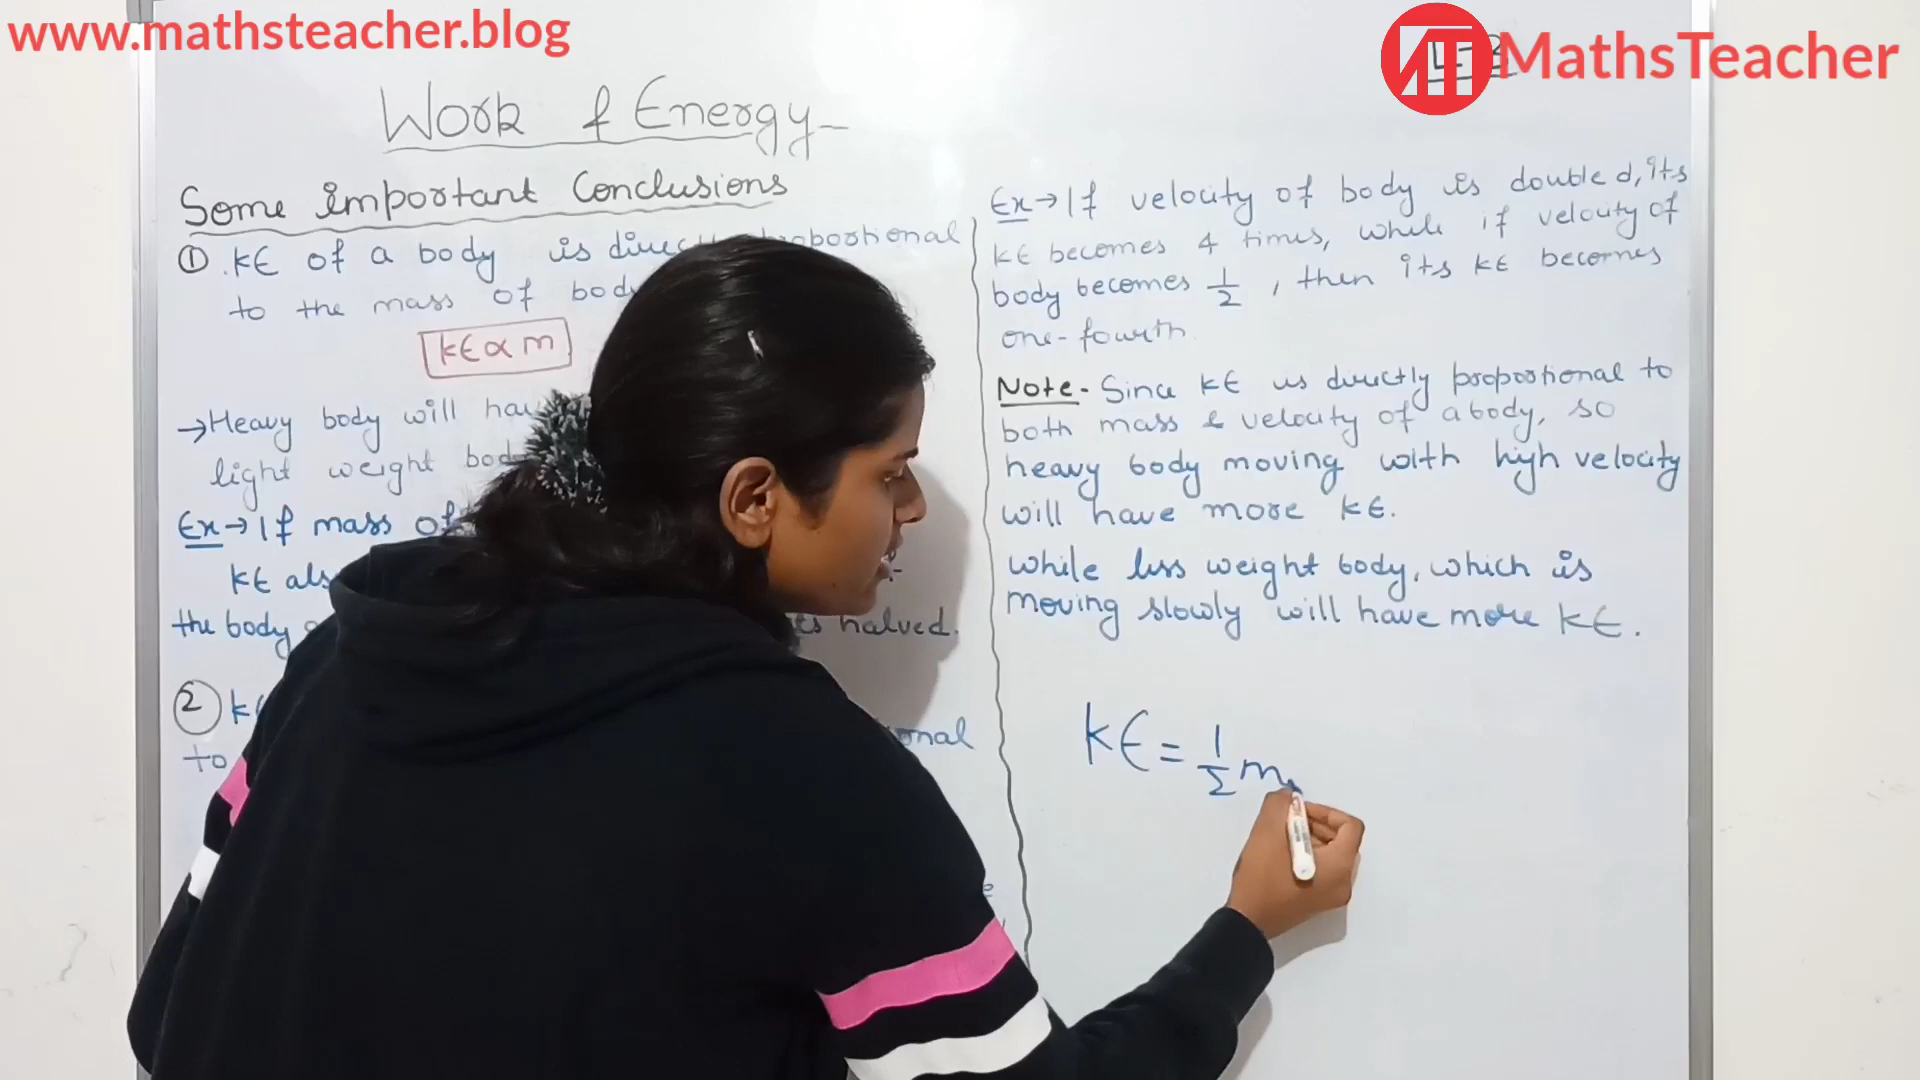 www.mathsteacher.blog
MathsTeacher
Work & Energy-
Some important Conclusions
① KE of a body is directly proportional
to the mass of body
KE ∝ m
→ Heavy body will have
light weight body
Ex → If mass of
KE also
the body halved.
② KE
to
Ex → If velocity of body is doubled, its
KE becomes 4 times, while if velocity of
body becomes 1/2, then its KE becomes
one-fourth.
Note - Since KE is directly proportional to
both mass & velocity of a body, so
heavy body moving with high velocity
will have more KE.
while less weight body, which is
moving slowly will have more KE.
KE = 1/2 m